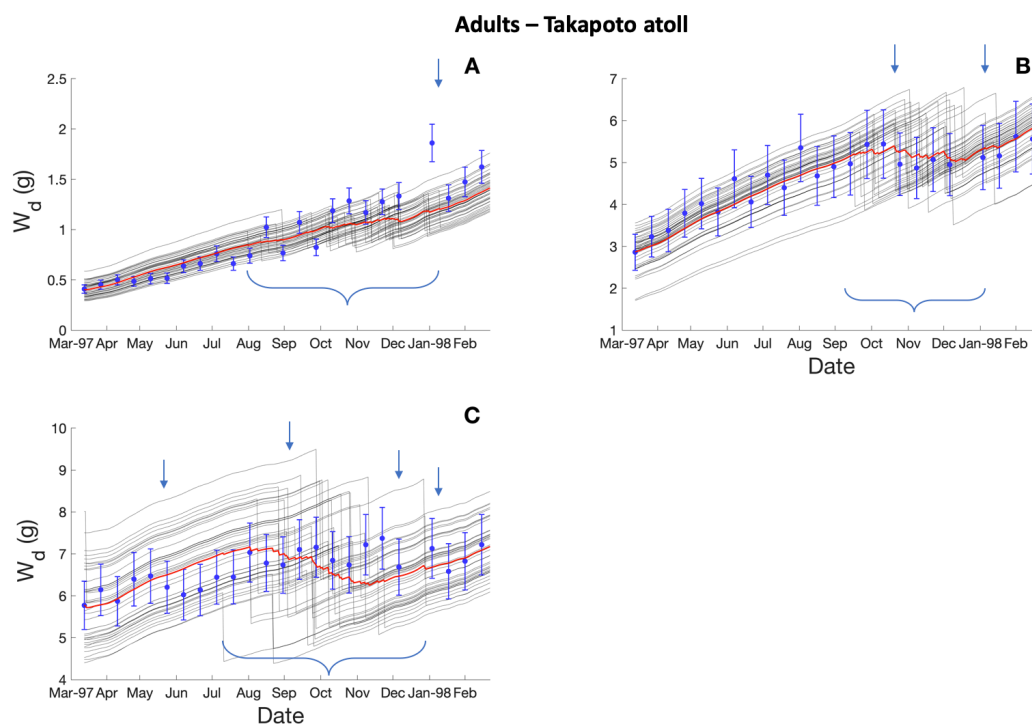 Adults – Takapoto atoll
A
W_d (g)
2.5
2
1.5
1
0.5
0
Mar-97 Apr May Jun Jul Aug Sep Oct Nov Dec Jan-98 Feb
B
7
6
5
4
3
2
1
Mar-97 Apr May Jun Jul Aug Sep Oct Nov Dec Jan-98 Feb
Date
C
W_d (g)
10
9
8
7
6
5
4
Mar-97 Apr May Jun Jul Aug Sep Oct Nov Dec Jan-98 Feb
Date